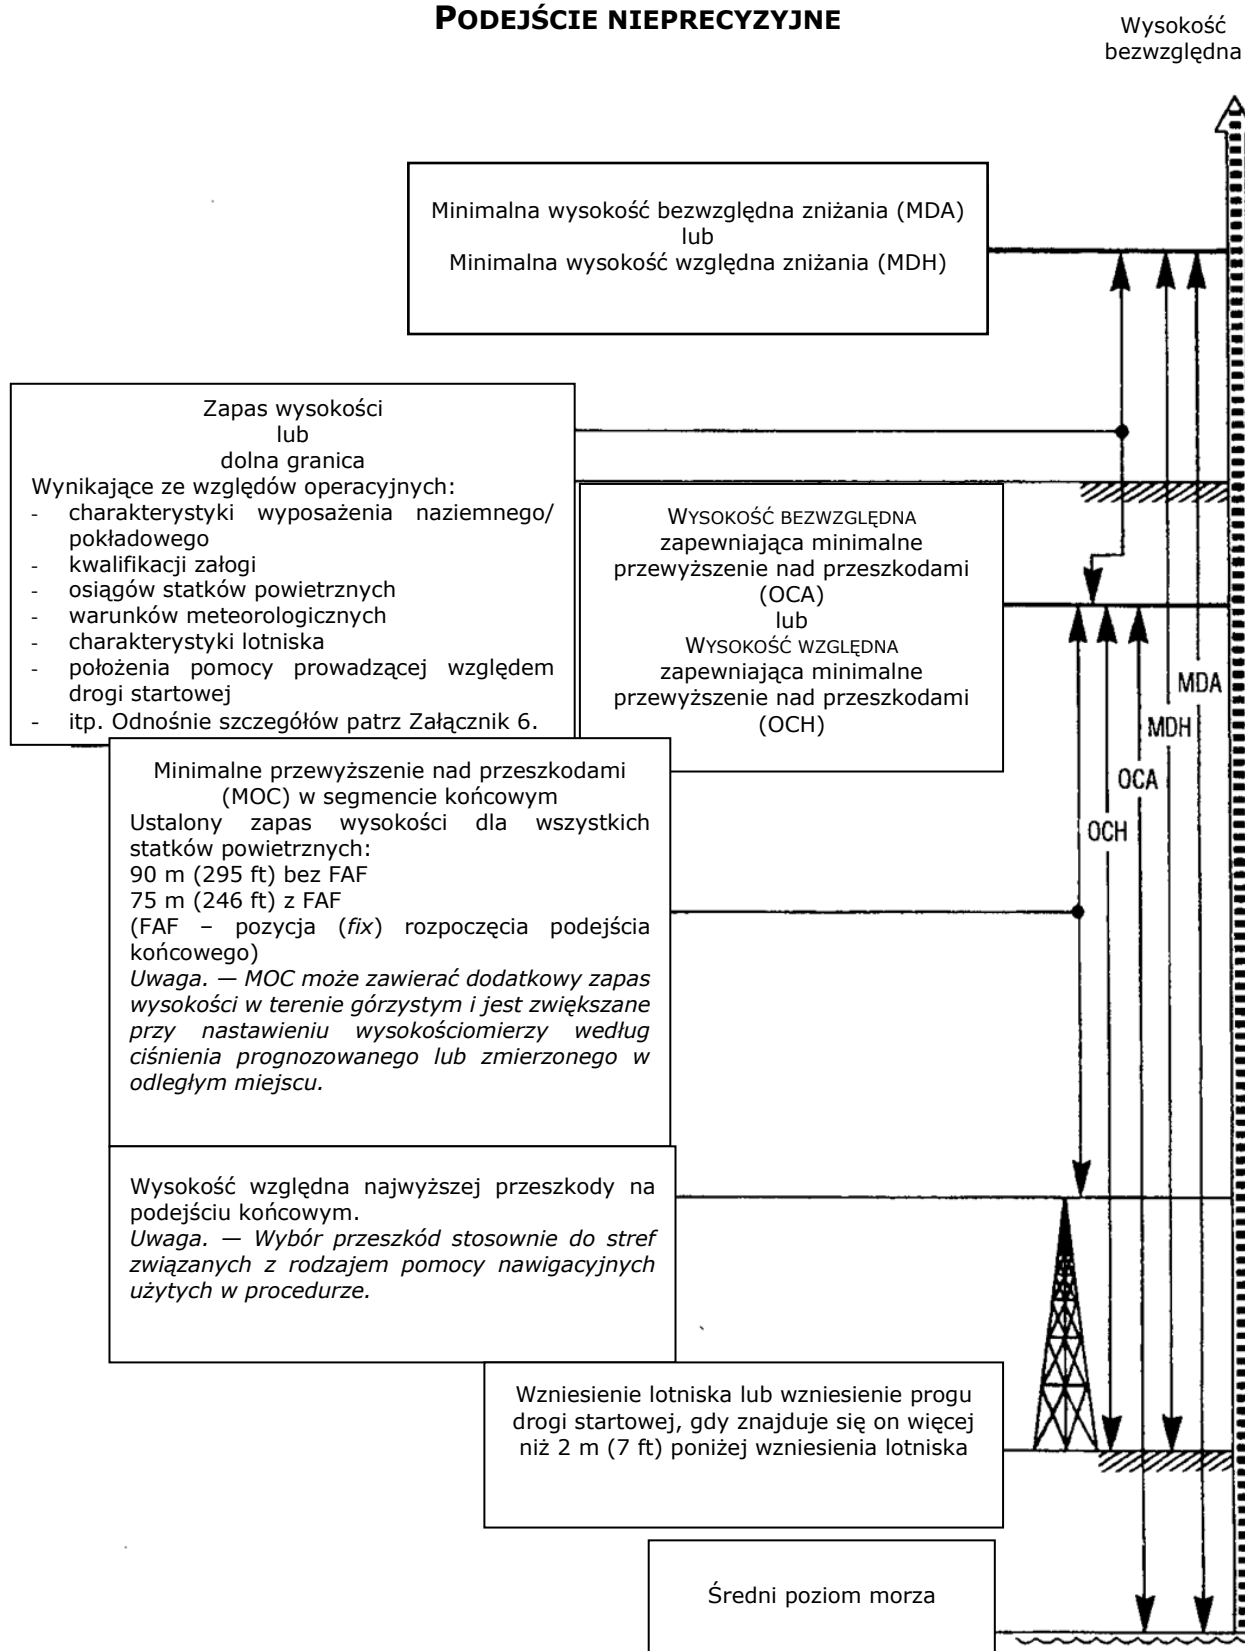 PODEJŚCIE NIEPRECYZYJNE
Wysokość
bezwzględna
Minimalna wysokość bezwzględna zniżania (MDA)
lub
Minimalna wysokość względna zniżania (MDH)
Zapas wysokości
lub
dolna granica
Wynikające ze względów operacyjnych:
- charakterystyki wyposażenia naziemnego/
pokładowego
- kwalifikacji załogi
- osiągów statków powietrznych
- warunków meteorologicznych
- charakterystyki lotniska
- położenia pomocy prowadzącej względem
drogi startowej
- itp. Odnośnie szczegółów patrz Załącznik 6.
WYSOKOŚĆ BEZWZGLĘDNA
zapewniająca minimalne
przewyższenie nad przeszkodami
(OCA)
lub
WYSOKOŚĆ WZGLĘDNA
zapewniająca minimalne
przewyższenie nad przeszkodami
(OCH)
MDA
MDH
OCA
OCH
Minimalne przewyższenie nad przeszkodami
(MOC) w segmencie końcowym
Ustalony zapas wysokości dla wszystkich
statków powietrznych:
90 m (295 ft) bez FAF
75 m (246 ft) z FAF
(FAF – pozycja (fix) rozpoczęcia podejścia
końcowego)
Uwaga. — MOC może zawierać dodatkowy zapas
wysokości w terenie górzystym i jest zwiększane
przy nastawieniu wysokościomierzy według
ciśnienia prognozowanego lub zmierzonego w
odległym miejscu.
Wysokość względna najwyższej przeszkody na
podejściu końcowym.
Uwaga. — Wybór przeszkód stosownie do stref
związanych z rodzajem pomocy nawigacyjnych
użytych w procedurze.
Wzniesienie lotniska lub wzniesienie progu
drogi startowej, gdy znajduje się on więcej
niż 2 m (7 ft) poniżej wzniesienia lotniska
Średni poziom morza